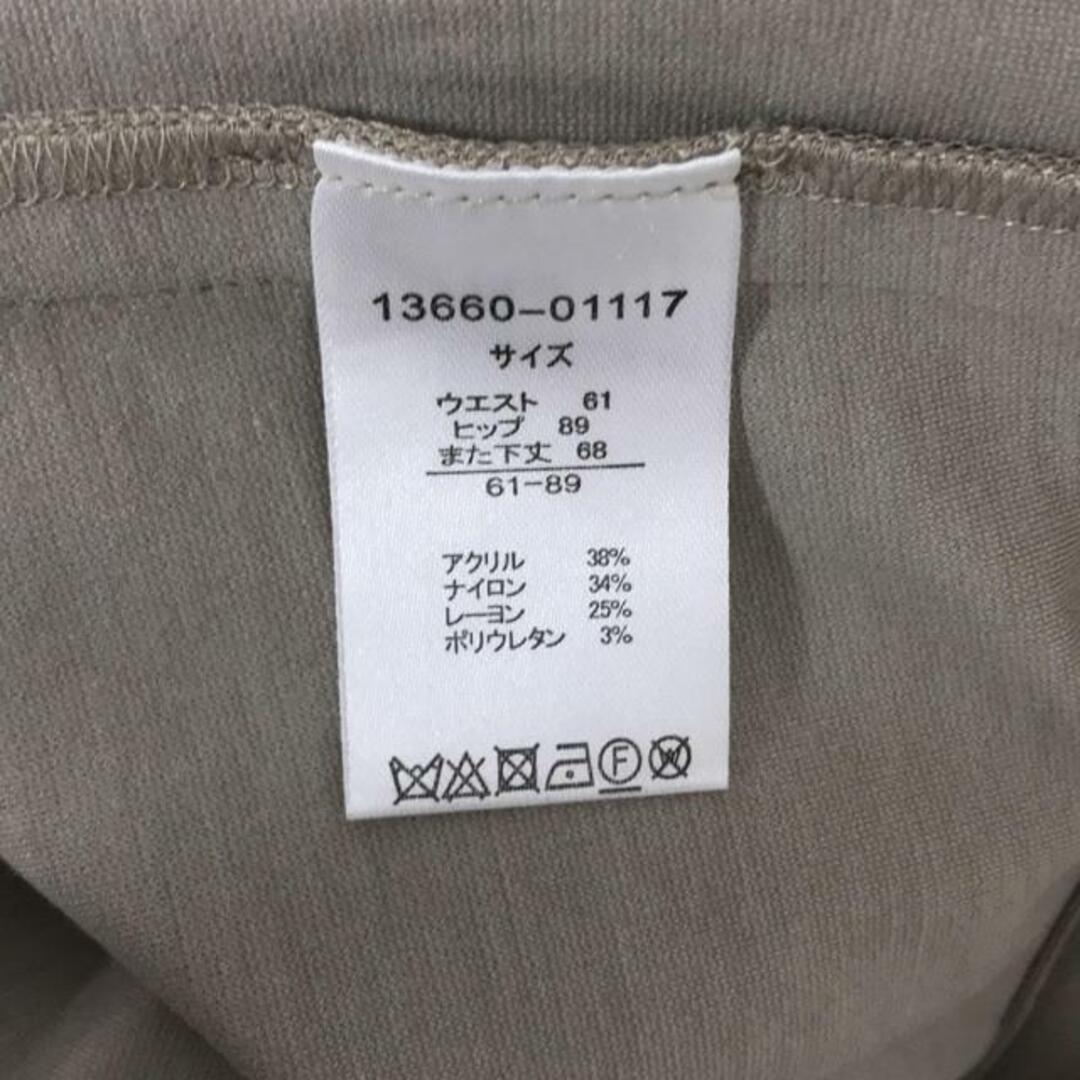 13660-01117
サイズ
ウエスト 61
ヒップ 89
また下丈 68
61-89
アクリル 38%
ナイロン 34%
レーヨン 25%
ポリウレタン 3%
F W